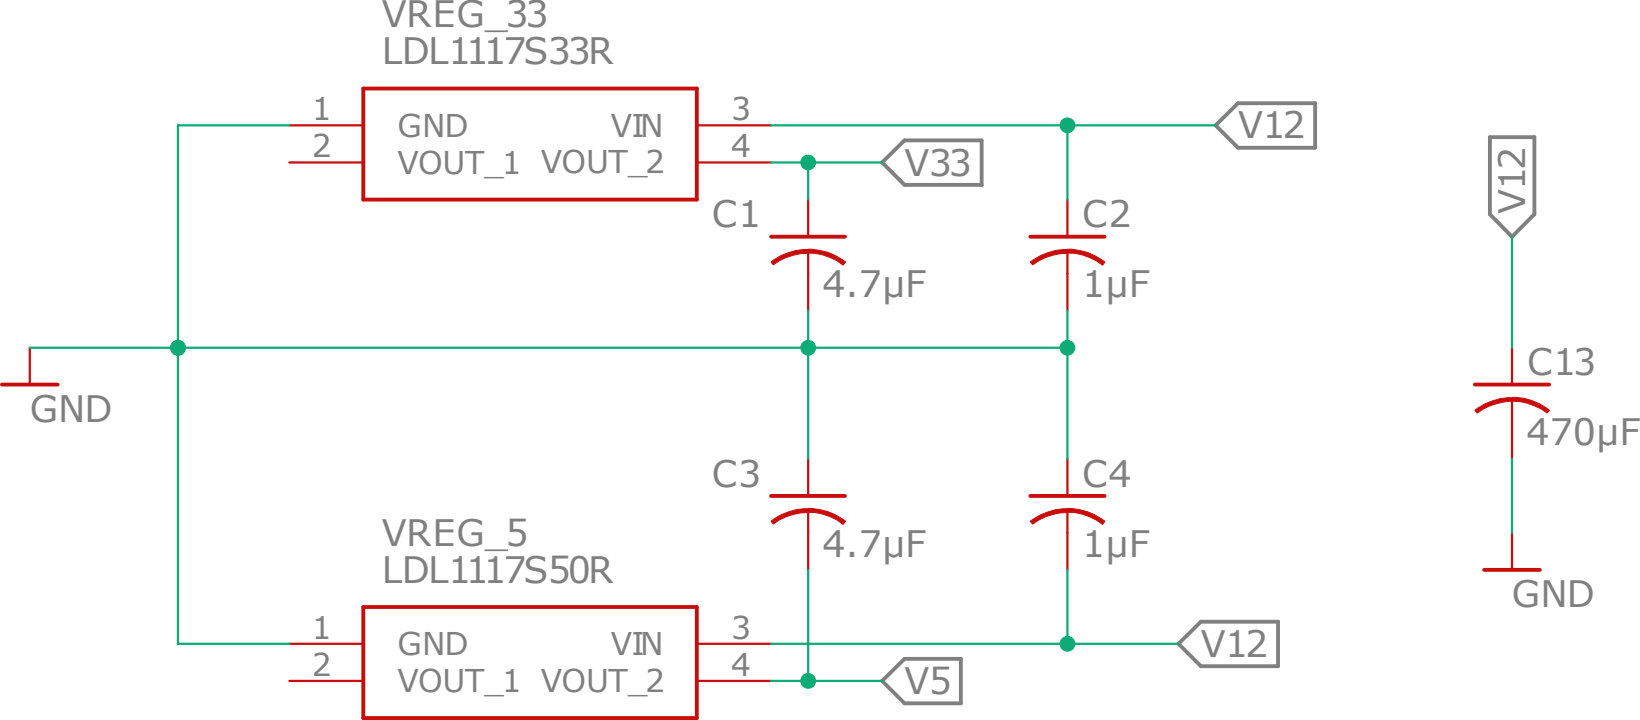 VREG_33
LDL1117S33R
1 GND VIN 3 V12
2 VOUT_1 VOUT_2 4 V33
V12
C1 C2
4.7µF 1µF
C13
GND
470µF
C3 C4
VREG_5
4.7µF 1µF
LDL1117S50R
GND
1 GND VIN 3 V12
2 VOUT_1 VOUT_2 4 V5